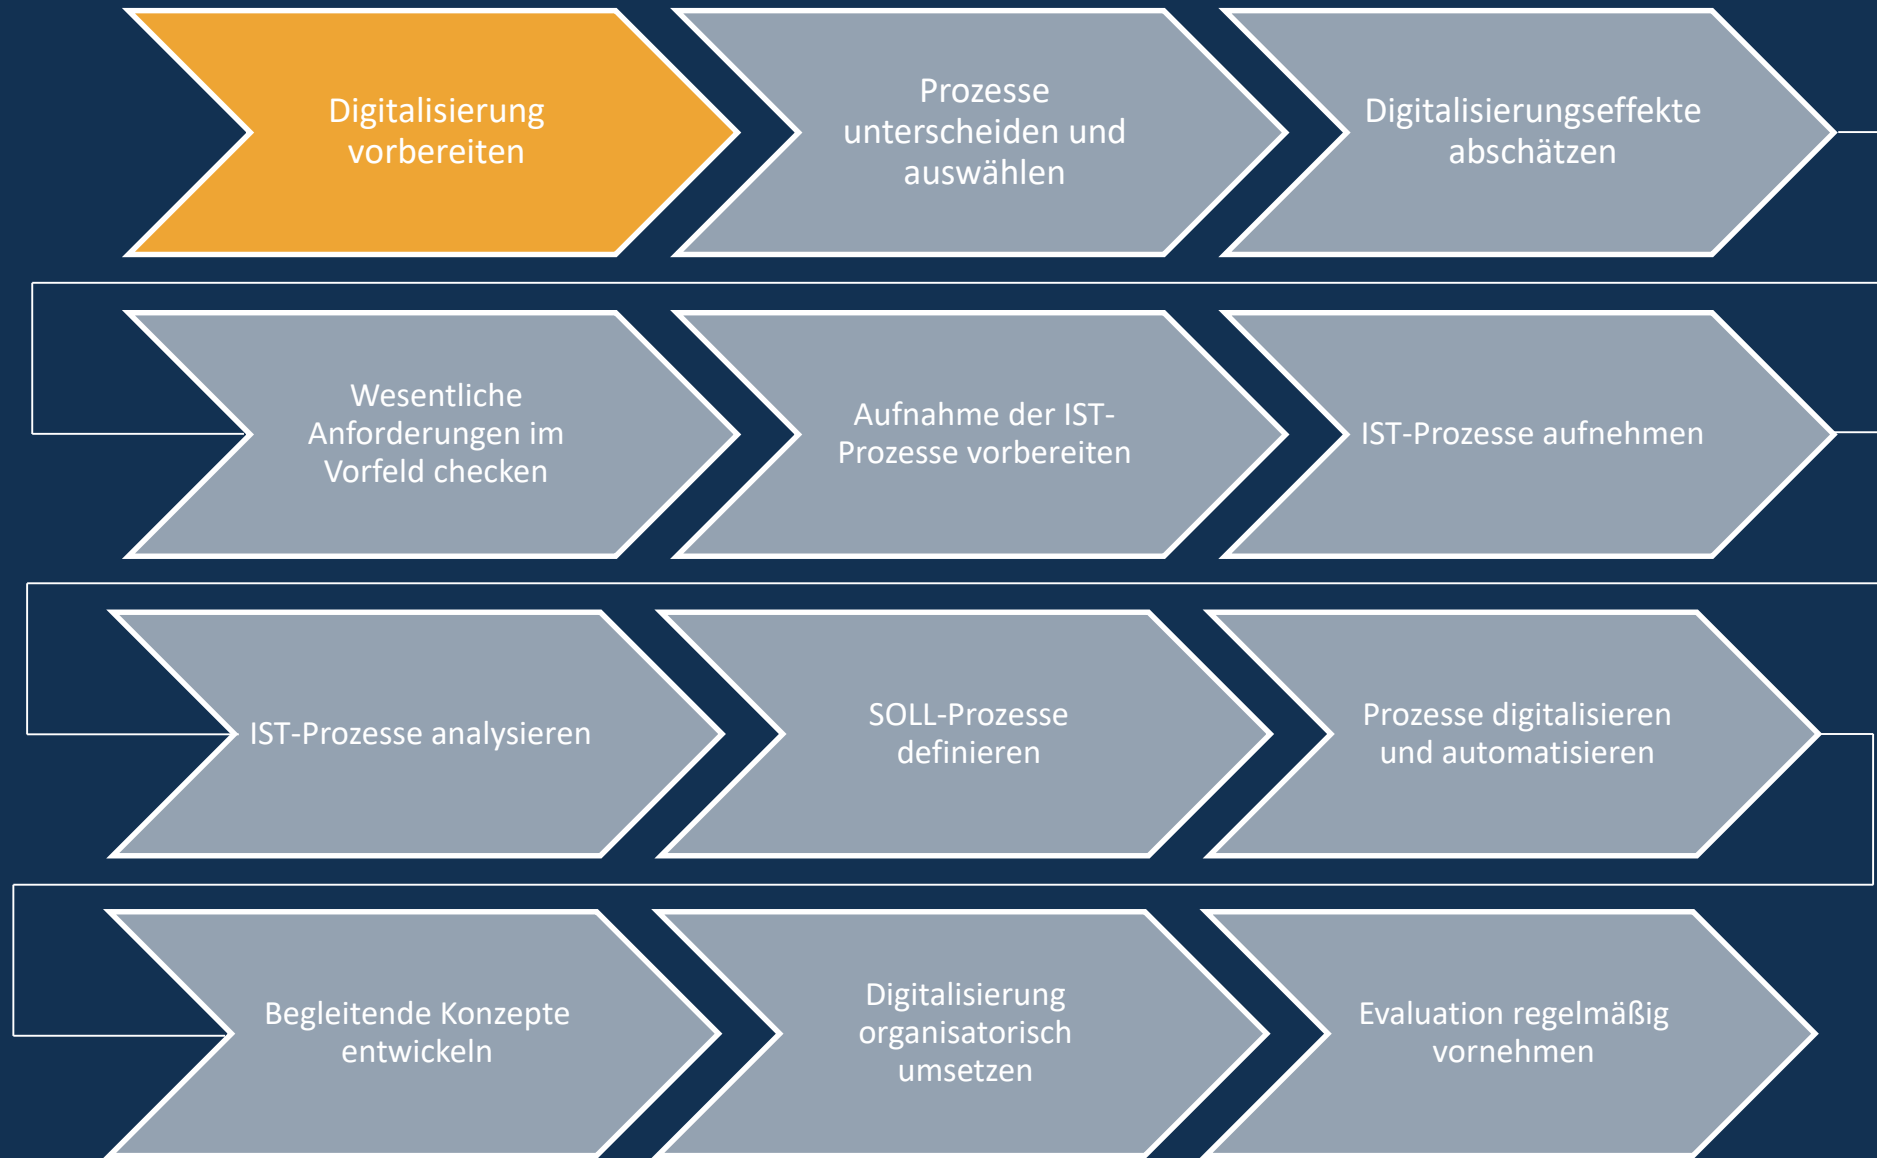 Digitalisierung
vorbereiten
Prozesse
unterscheiden und
auswählen
Digitalisierungseffekte
abschätzen
Wesentliche
Anforderungen im
Vorfeld checken
Aufnahme der IST-
Prozesse vorbereiten
IST-Prozesse aufnehmen
IST-Prozesse analysieren
SOLL-Prozesse
definieren
Prozesse digitalisieren
und automatisieren
Begleitende Konzepte
entwickeln
Digitalisierung
organisatorisch
umsetzen
Evaluation regelmäßig
vornehmen